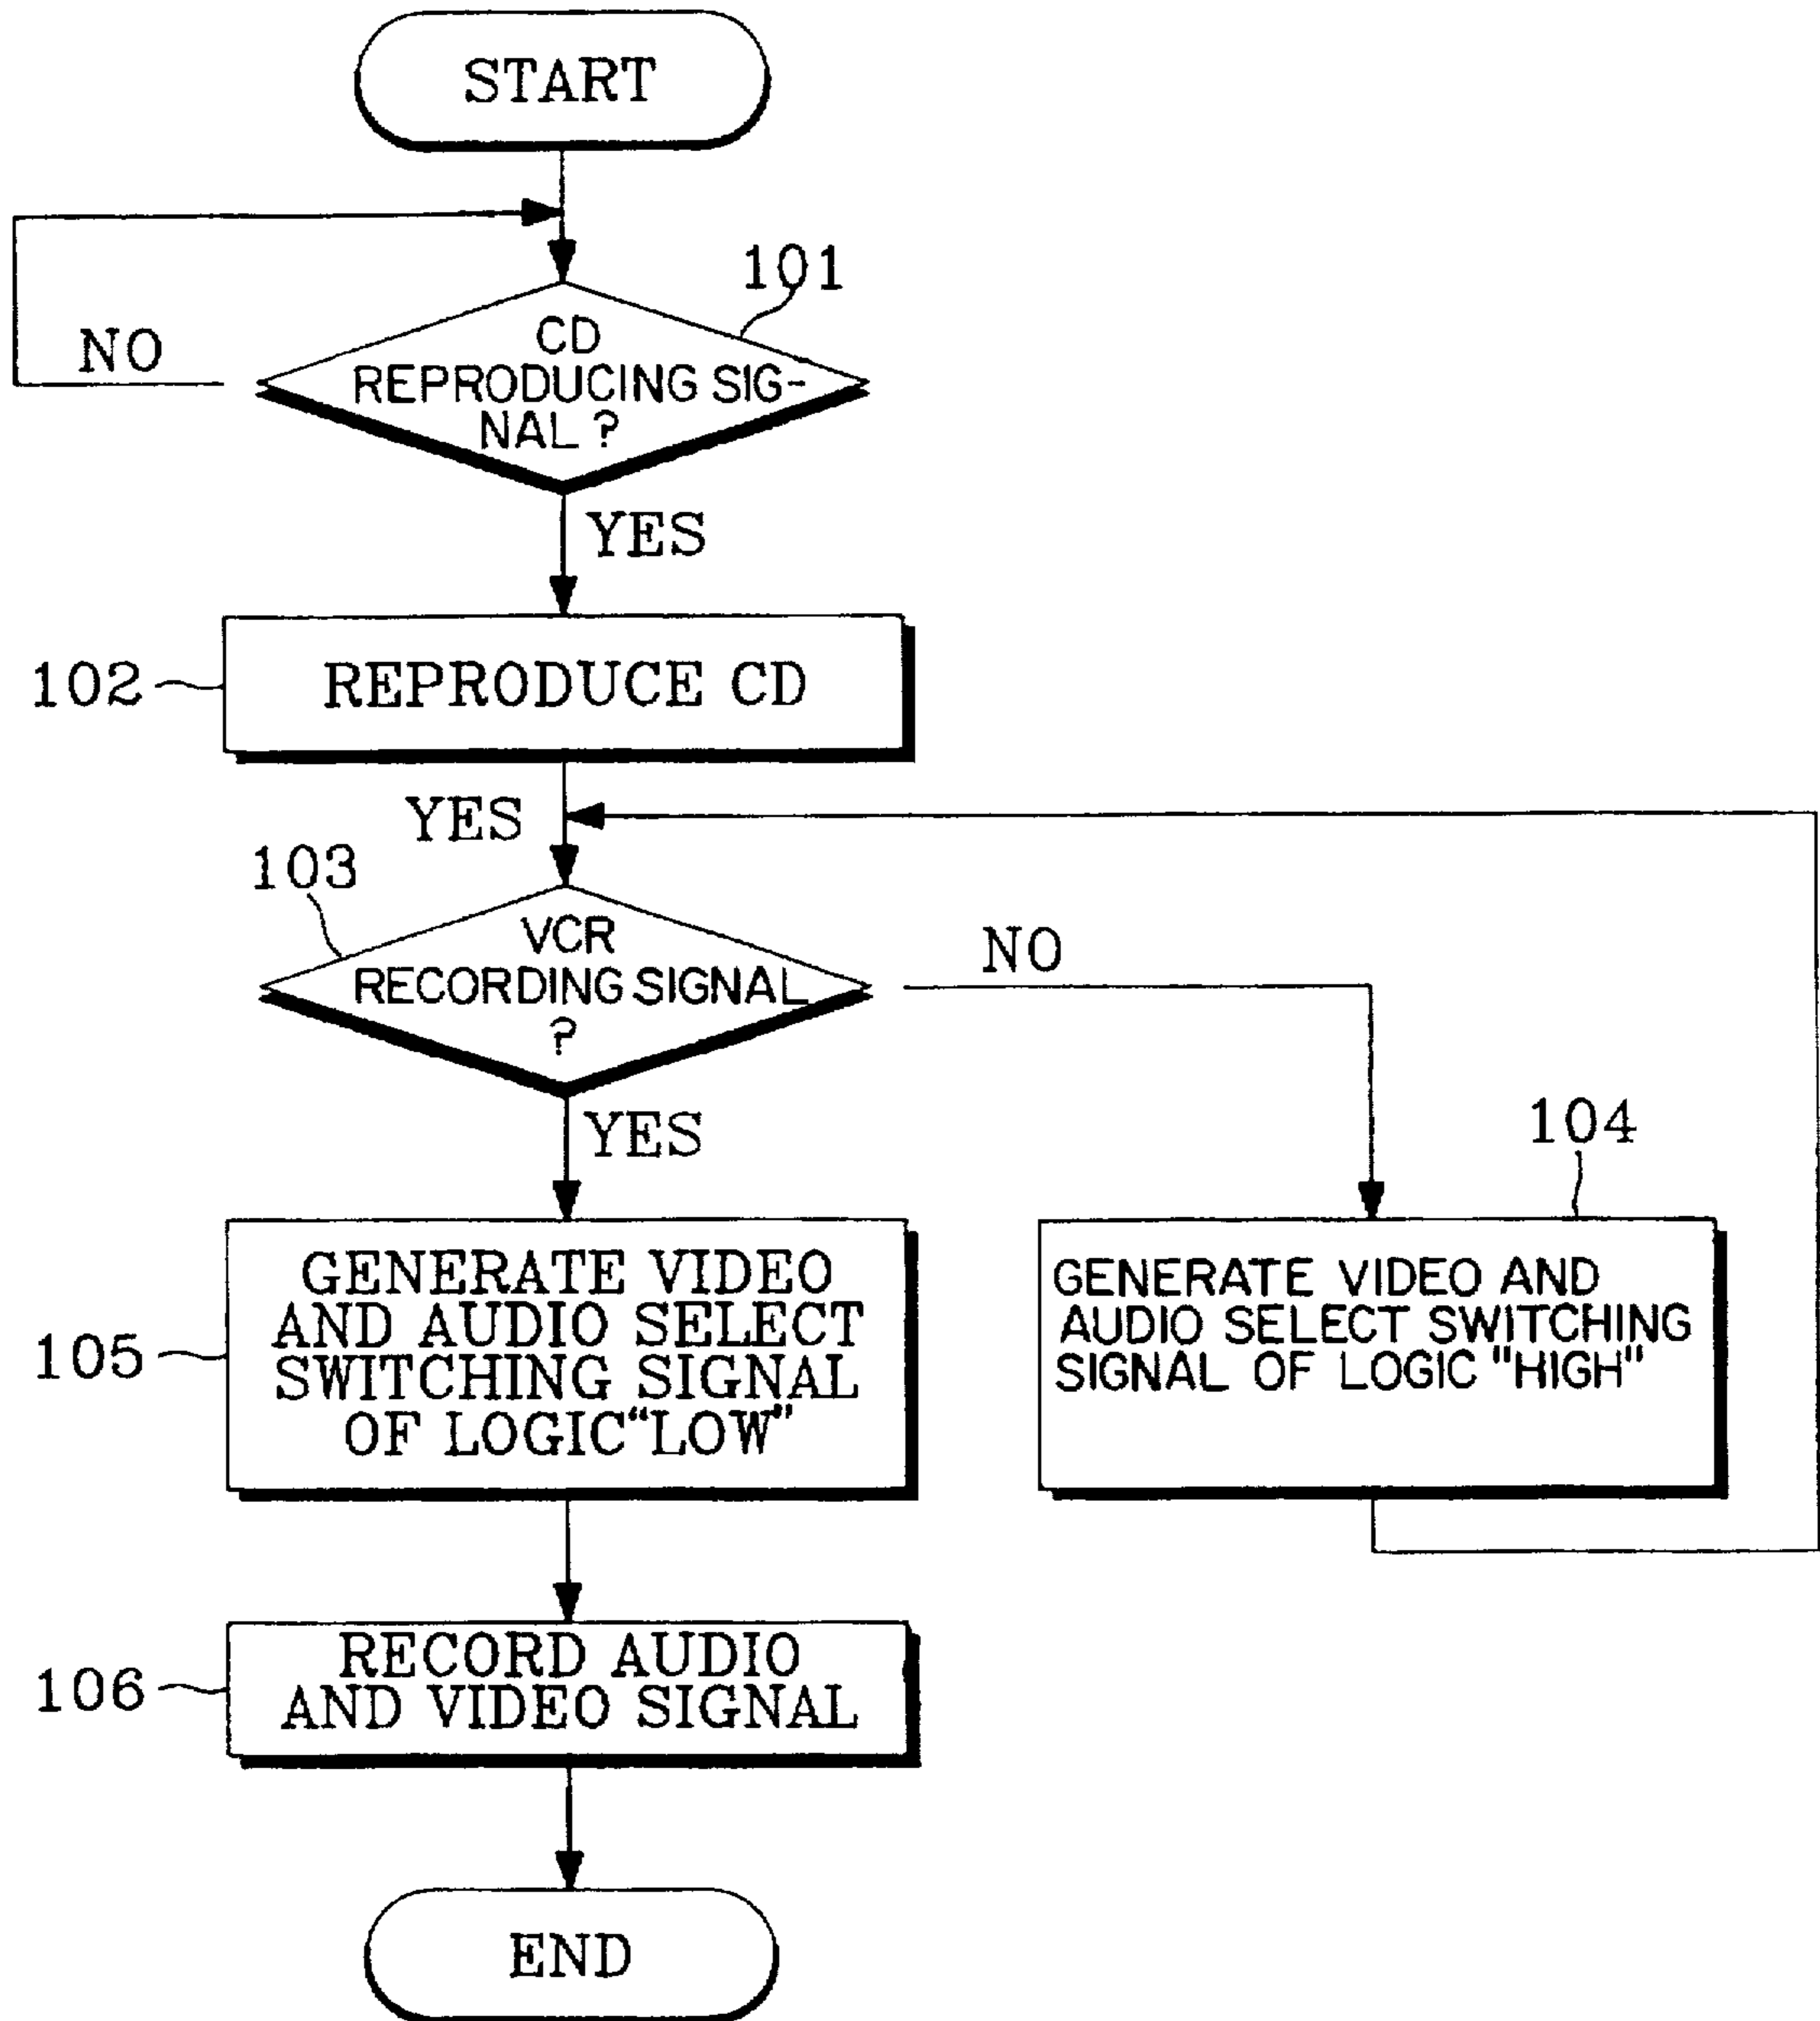 START
101
NO
CD
REPRODUCING SIG-
NAL ?
YES
102
REPRODUCE CD
YES
103
VCR
RECORDING SIGNAL
?
NO
YES
104
105
GENERATE VIDEO
AND AUDIO SELECT
SWITCHING SIGNAL
OF LOGIC“LOW”
GENERATE VIDEO AND
AUDIO SELECT SWITCHING
SIGNAL OF LOGIC "HIGH"
106
RECORD AUDIO
AND VIDEO SIGNAL
END